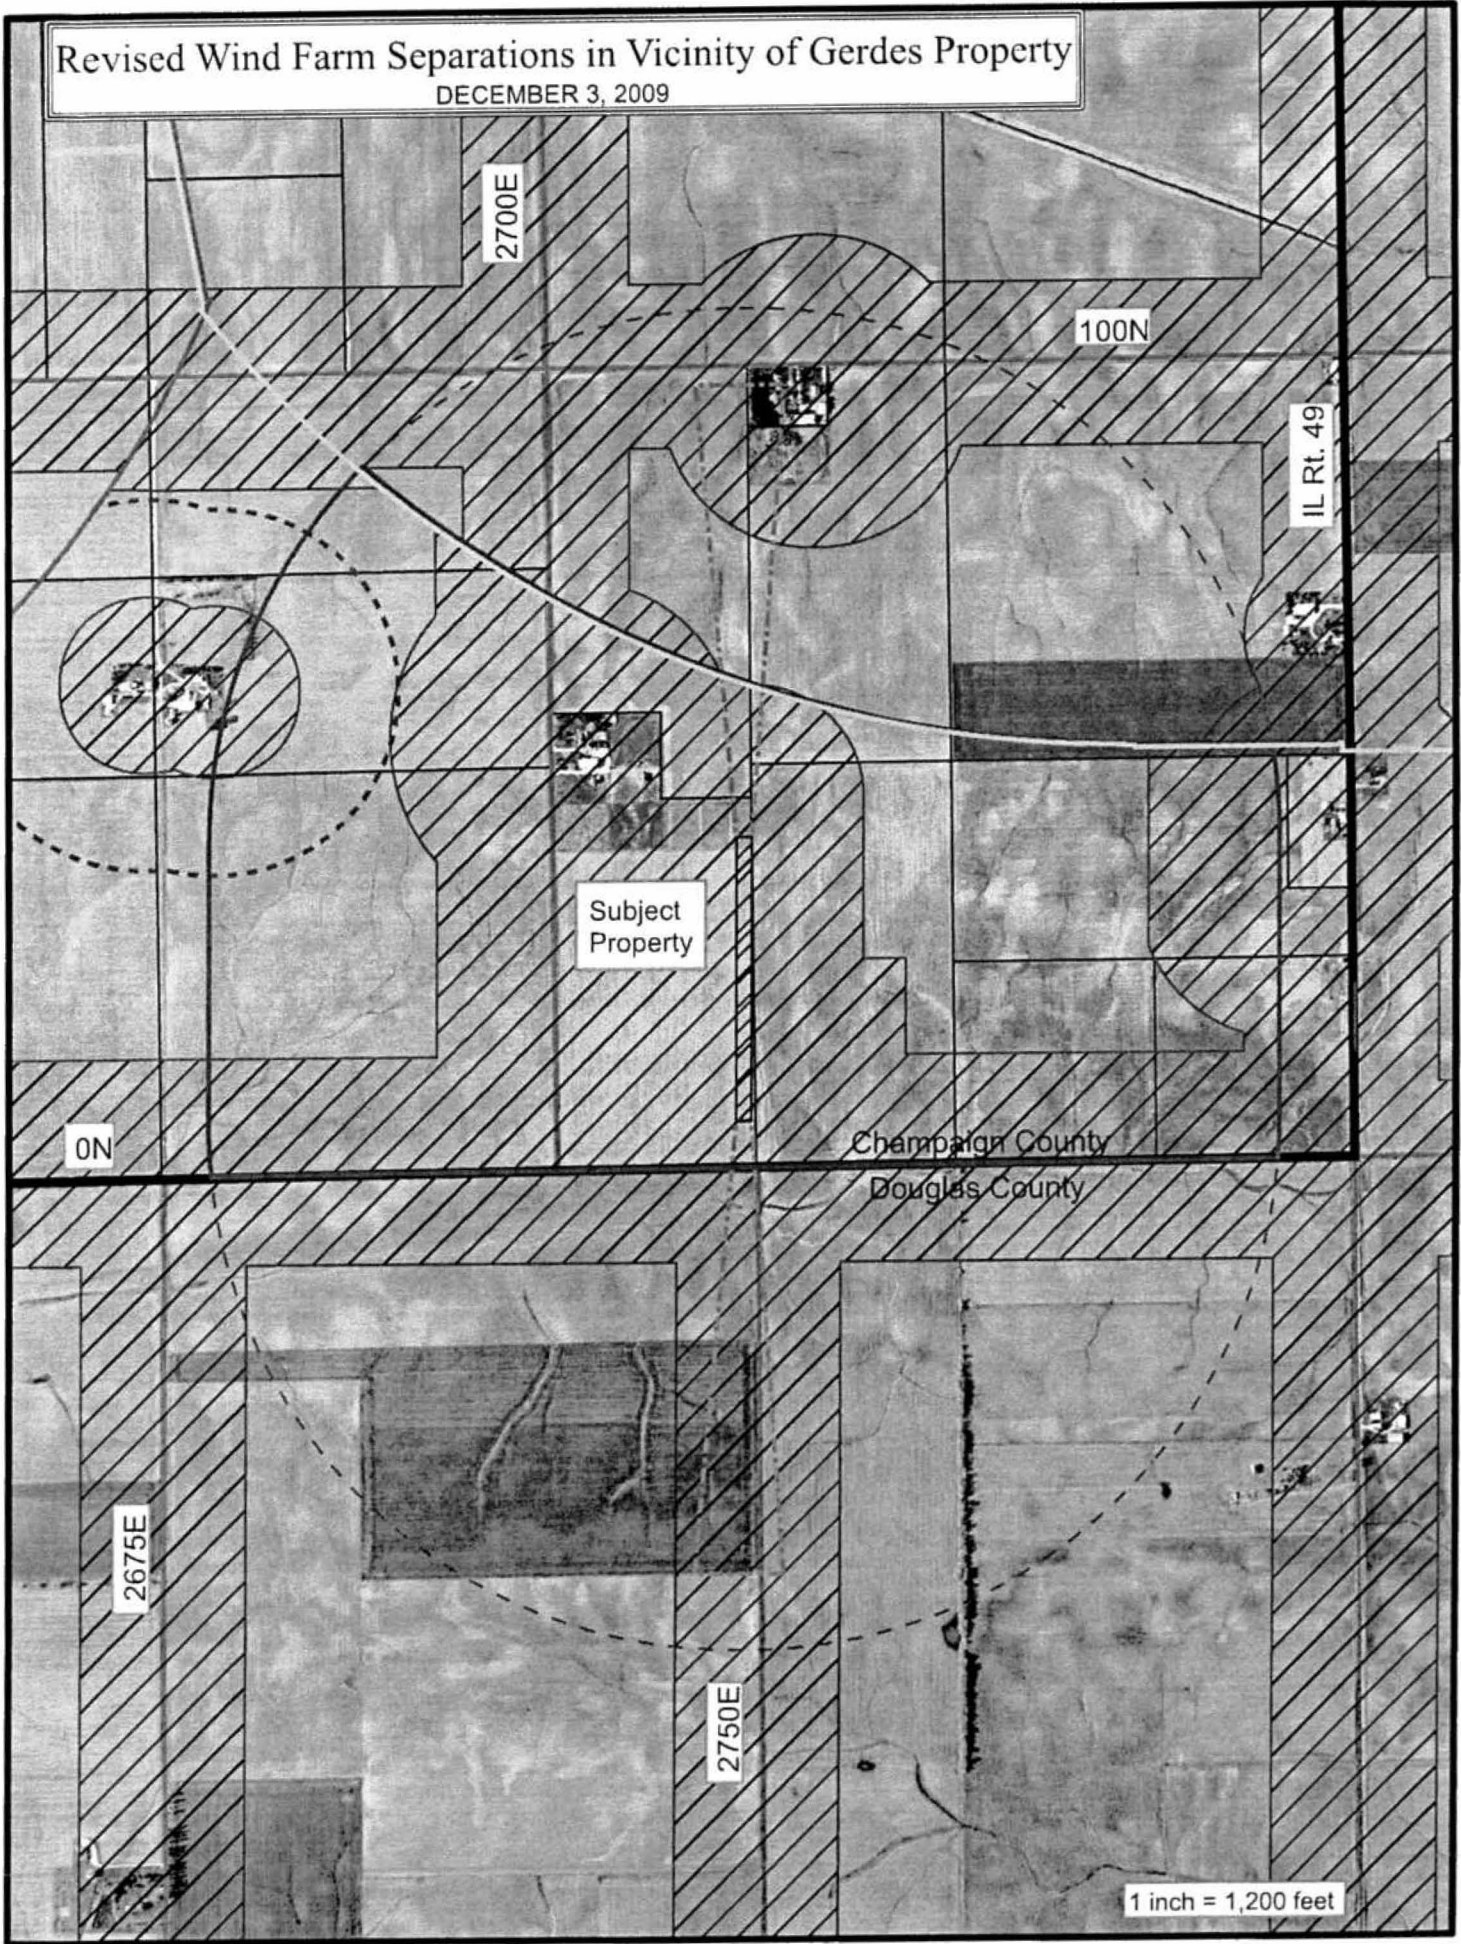 Revised Wind Farm Separations in Vicinity of Gerdes Property
DECEMBER 3, 2009
2700E
100N
IL Rt. 49
Subject
Property
0N
Champaign County
Douglas County
2675E
2750E
1 inch = 1,200 feet